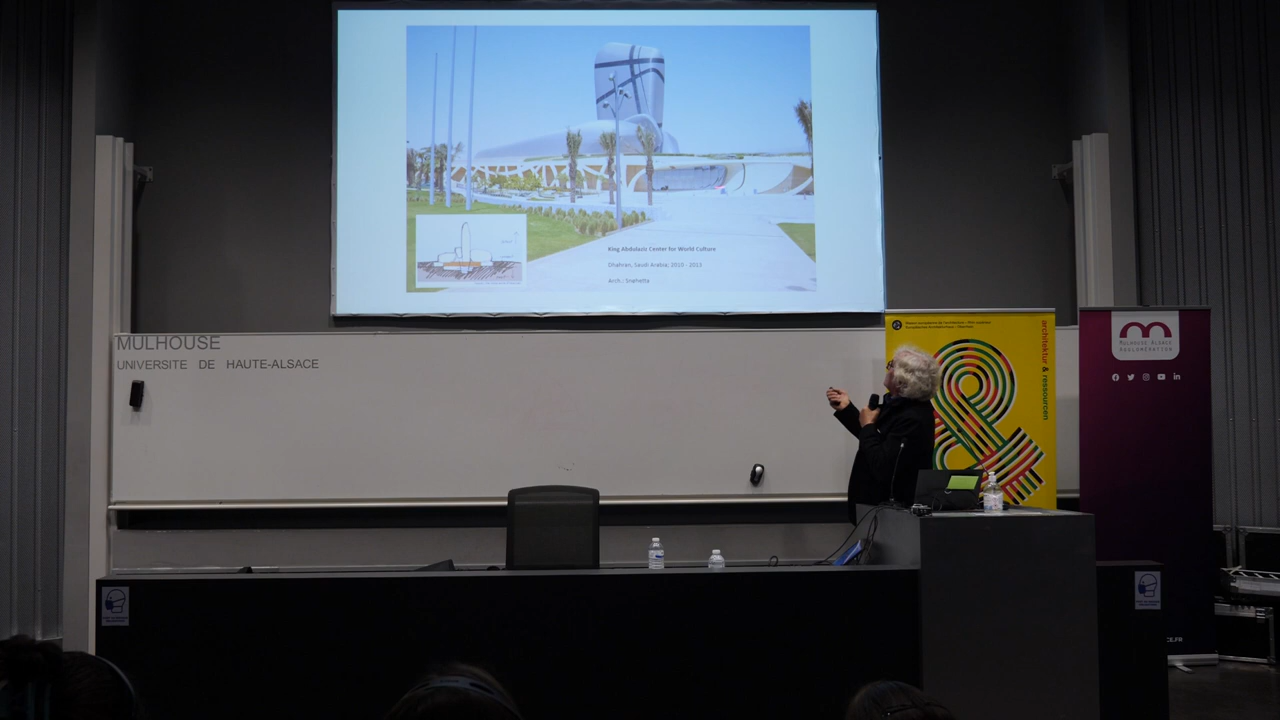 King Abdulaziz Center for World Culture
Dhahran, Saudi Arabia; 2010 - 2013
Arch.: Snøhetta
MULHOUSE
UNIVERSITE DE HAUTE-ALSACE
architektur & ressourcen
&
MULHOUSE ALSACE
AGGLOMÉRATION